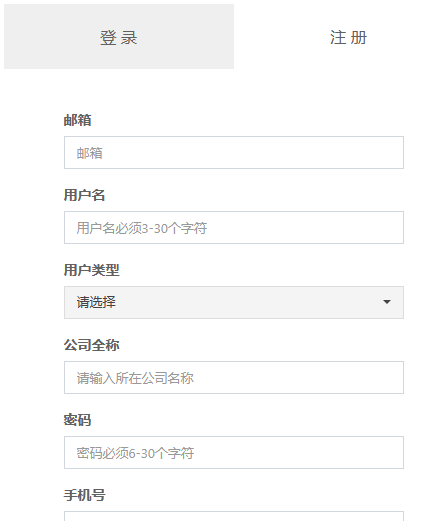 登 录
注 册
邮箱
邮箱
用户名
用户名必须3-30个字符
用户类型
请选择
公司全称
请输入所在公司名称
密码
密码必须6-30个字符
手机号